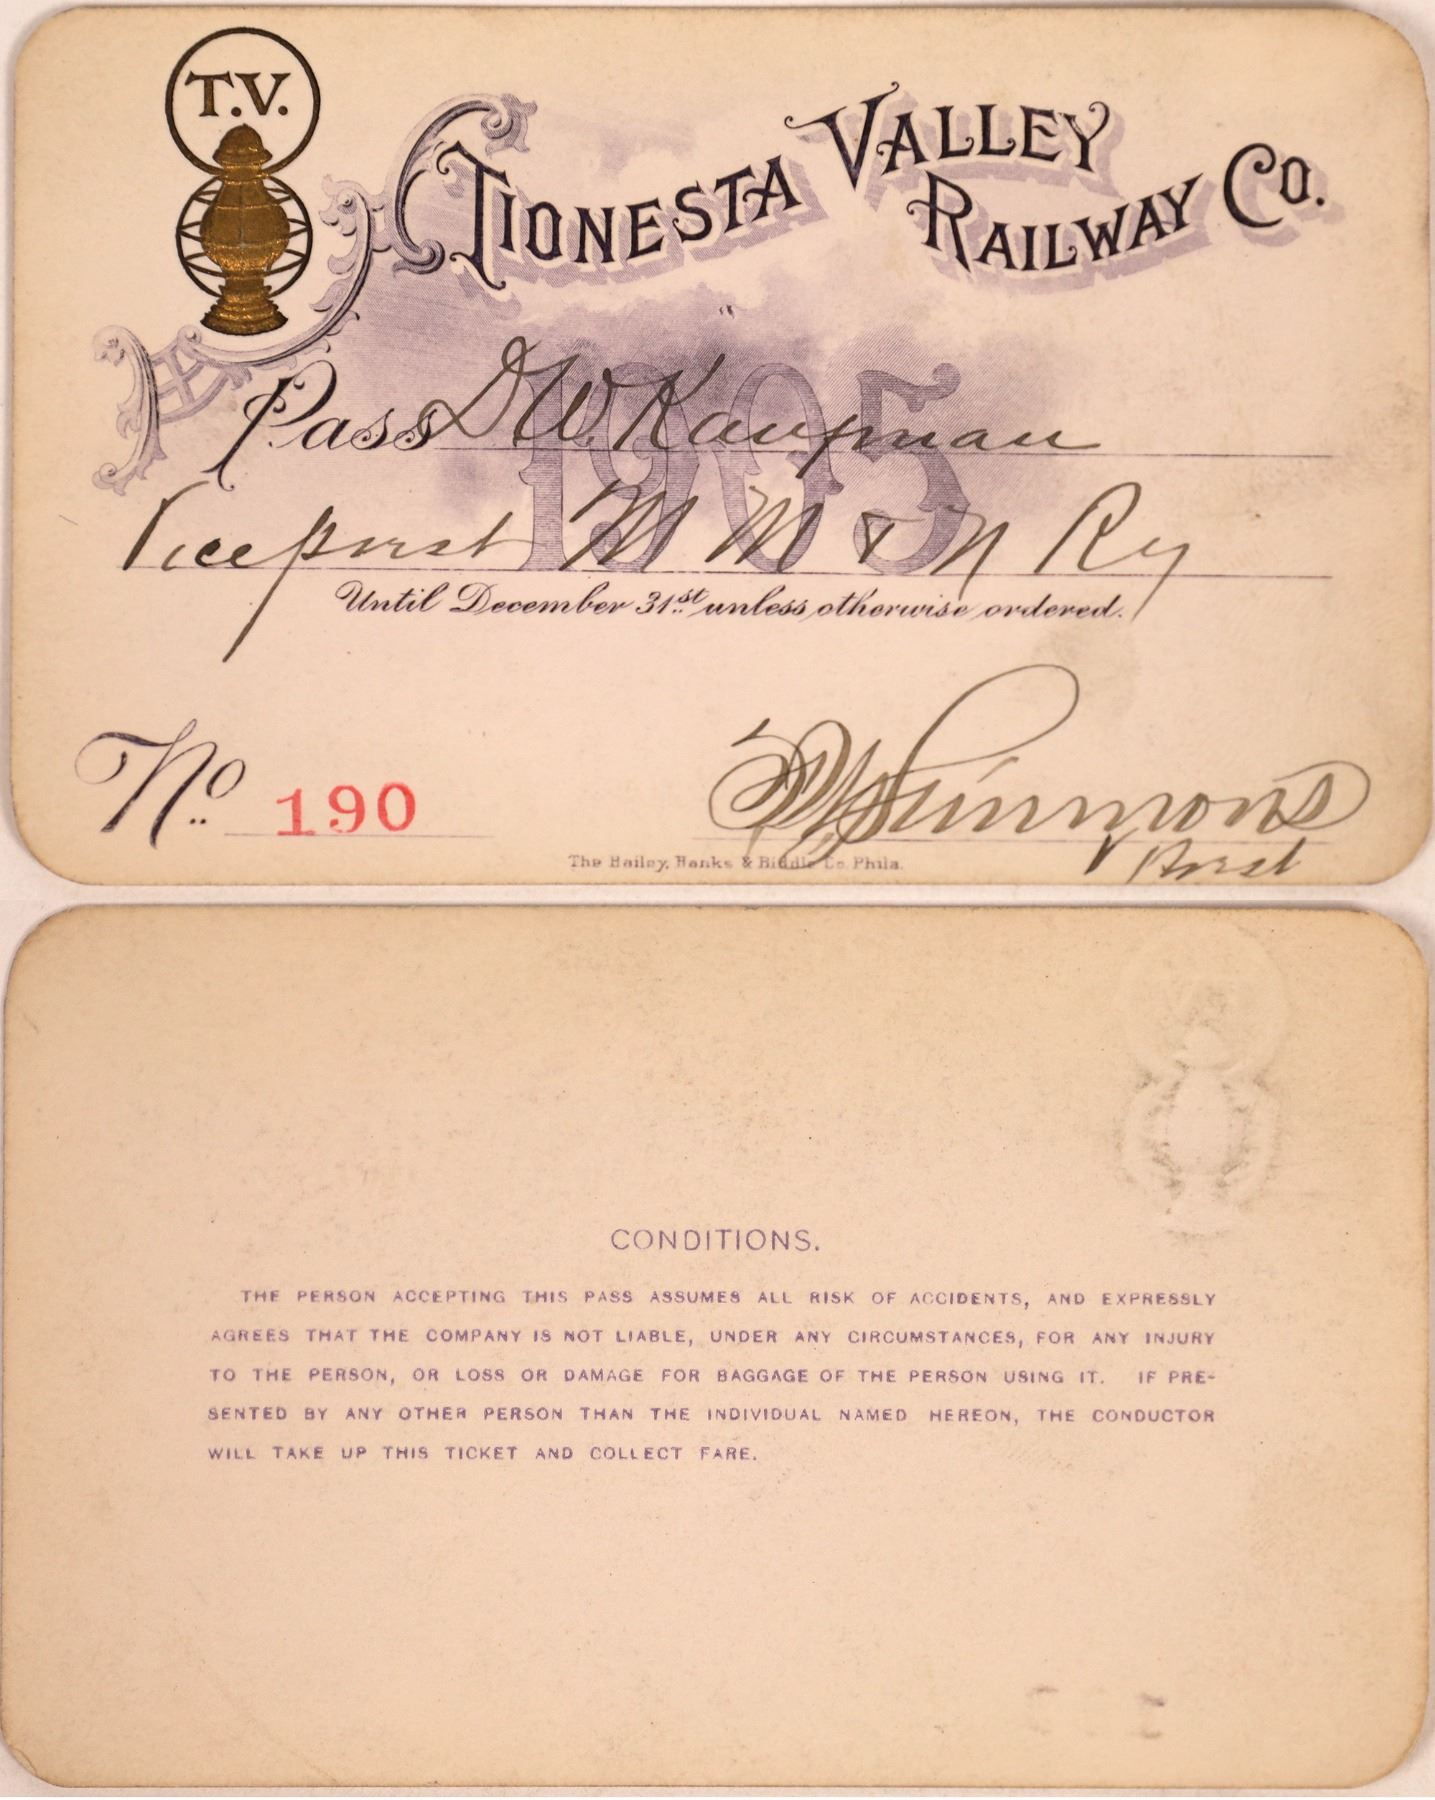 T.V.
TIONESTA VALLEY RAILWAY CO.
1905
Pass D W. Kaupman
Vice prest M M & N Ry
Until December 31st unless otherwise ordered.
No. 190
Simmons
V Prest
The Bailey, Banks & Biddle Co. Phila.
CONDITIONS.
THE PERSON ACCEPTING THIS PASS ASSUMES ALL RISK OF ACCIDENTS, AND EXPRESSLY
AGREES THAT THE COMPANY IS NOT LIABLE, UNDER ANY CIRCUMSTANCES, FOR ANY INJURY
TO THE PERSON, OR LOSS OR DAMAGE FOR BAGGAGE OF THE PERSON USING IT. IF PRE-
SENTED BY ANY OTHER PERSON THAN THE INDIVIDUAL NAMED HEREON, THE CONDUCTOR
WILL TAKE UP THIS TICKET AND COLLECT FARE.